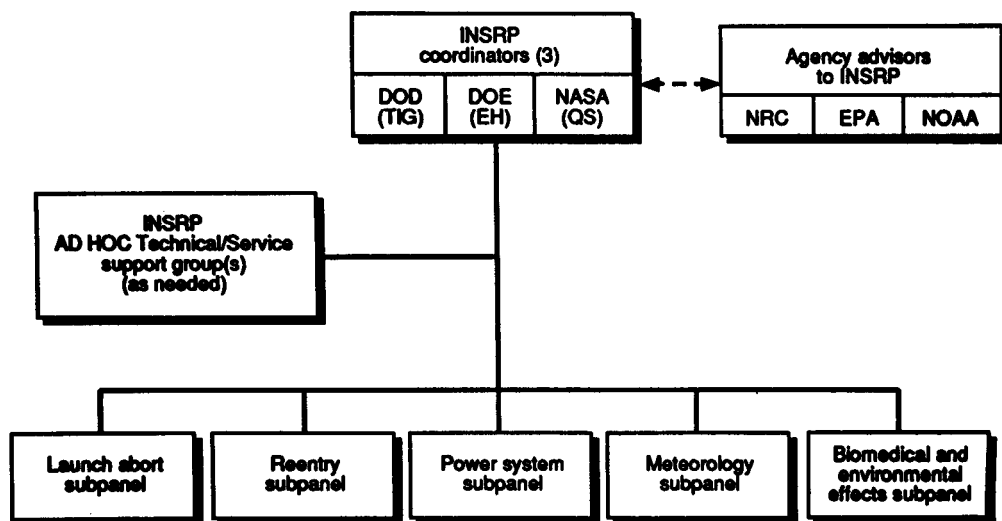 INSRP
coordinators (3)
DOD
(TIG)
DOE
(EH)
NASA
(QS)
Agency advisors
to INSRP
NRC
EPA
NOAA
INSRP
AD HOC Technical/Service
support group(s)
(as needed)
Launch abort
subpanel
Reentry
subpanel
Power system
subpanel
Meteorology
subpanel
Biomedical and
environmental
effects subpanel